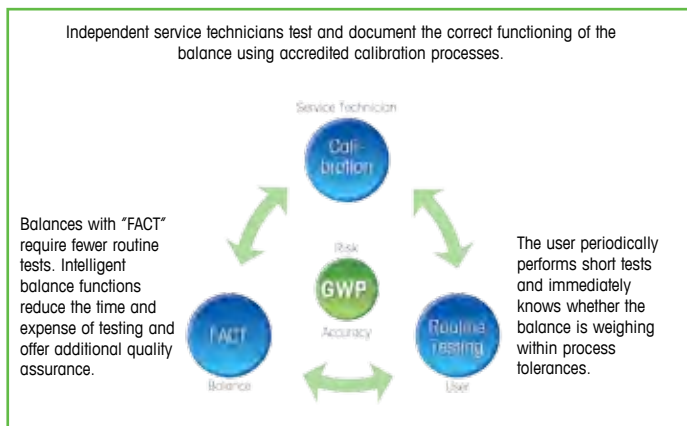 Independent service technicians test and document the correct functioning of the
balance using accredited calibration processes.
Service Technician
Cali-
bration
Balances with “FACT”
require fewer routine
tests. Intelligent
balance functions
reduce the time and
expense of testing and
offer additional quality
assurance.
Risk
GWP
Accuracy
The user periodically
performs short tests
and immediately
knows whether the
balance is weighing
within process
tolerances.
FACT
Balance
Routine
Testing
User